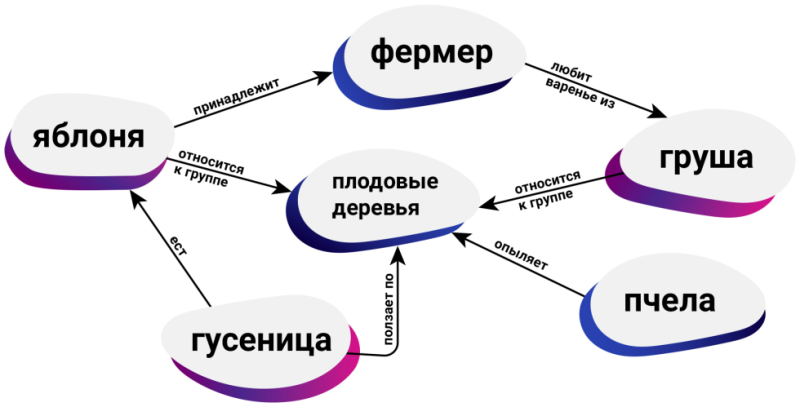 фермер
любит
варенье из
принадлежит
яблоня
груша
относится
к группе
плодовые
деревья
относится
к группе
ест
опыляет
ползает по
пчела
гусеница